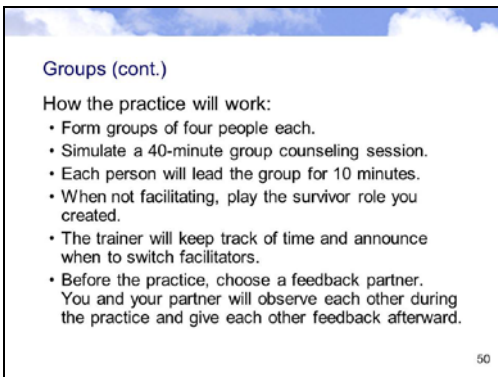 Groups (cont.)
How the practice will work:
• Form groups of four people each.
• Simulate a 40-minute group counseling session.
• Each person will lead the group for 10 minutes.
• When not facilitating, play the survivor role you
created.
• The trainer will keep track of time and announce
when to switch facilitators.
• Before the practice, choose a feedback partner.
You and your partner will observe each other during
the practice and give each other feedback afterward.
50